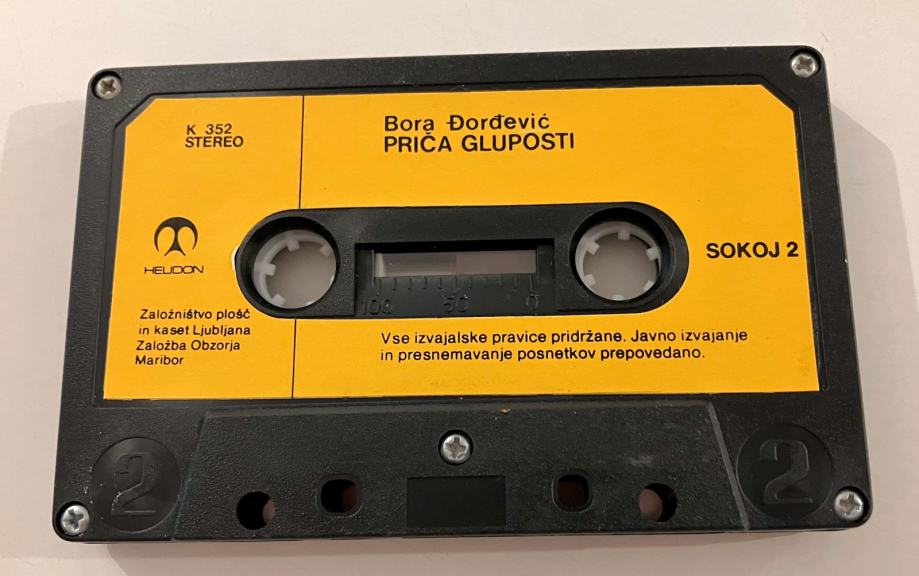 K 352
STEREO
Bora Đorđević
PRIČA GLUPOSTI
HELIDON
SOKOJ 2
Založništvo plošč
in kaset Ljubljana
Založba Obzorja
Maribor
Vse izvajalske pravice pridržane. Javno izvajanje
in presnemavanje posnetkov prepovedano.
100 50 0
2 2